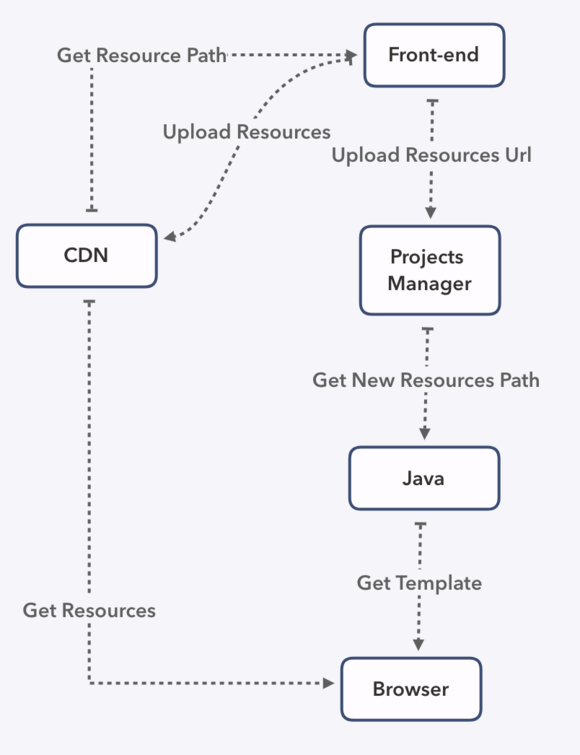 Get Resource Path
Front-end
Upload Resources
Upload Resources Url
CDN
Projects
Manager
Get New Resources Path
Java
Get Template
Get Resources
Browser